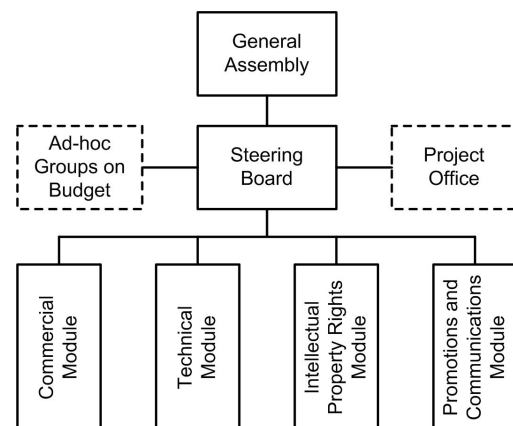 General
Assembly
Ad-hoc
Groups on
Budget
Steering
Board
Project
Office
Commercial
Module
Technical
Module
Intellectual
Property Rights
Module
Promotions and
Communications
Module